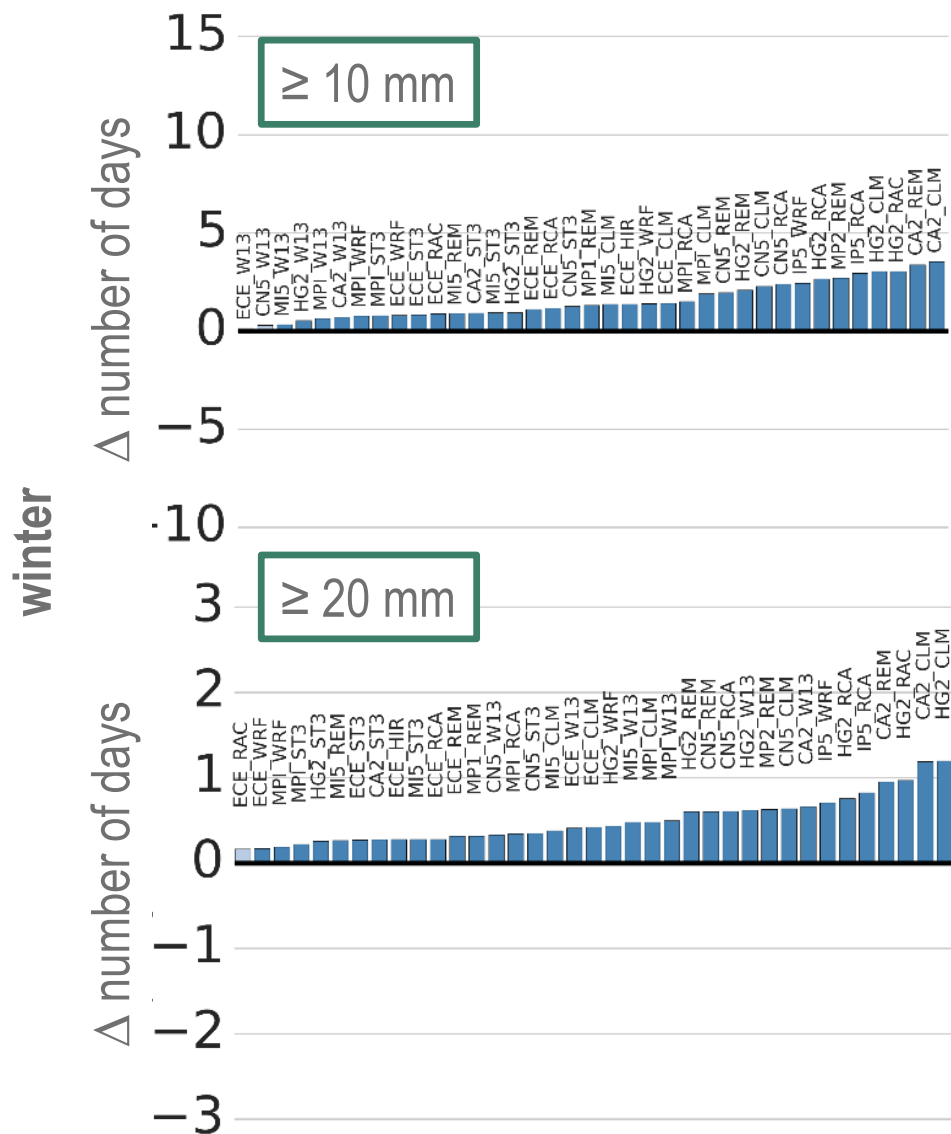 winter
Δ number of days
15
10
5
0
−5
·10
≥ 10 mm
ECE_W13
CN5_W13
MI5_W13
HG2_W13
MPI_W13
CA2_W13
MPI_WRF
MPI_ST3
ECE_WRF
ECE_ST3
ECE_RAC
MI5_REM
CA2_ST3
MI5_ST3
HG2_ST3
ECE_REM
ECE_RCA
CN5_ST3
MP1_REM
MI5_CLM
ECE_HIR
HG2_WRF
ECE_CLM
MPI_RCA
MPI_CLM
CN5_REM
HG2_REM
CN5_CLM
CN5_RCA
IP5_WRF
HG2_RCA
MP2_REM
IP5_RCA
HG2_CLM
HG2_RAC
CA2_REM
CA2_CLM
Δ number of days
3
2
1
0
−1
−2
−3
≥ 20 mm
ECE_RAC
ECE_WRF
MPI_WRF
MPI_ST3
HG2_ST3
MI5_REM
ECE_ST3
CA2_ST3
ECE_HIR
MI5_ST3
ECE_RCA
ECE_REM
MP1_REM
CN5_W13
MPI_RCA
CN5_ST3
MI5_CLM
ECE_W13
ECE_CLM
HG2_WRF
MI5_W13
MPI_CLM
MPI_W13
HG2_REM
CN5_REM
CN5_RCA
HG2_W13
MP2_REM
CN5_CLM
CA2_W13
IP5_WRF
HG2_RCA
IP5_RCA
CA2_REM
HG2_RAC
CA2_CLM
HG2_CLM